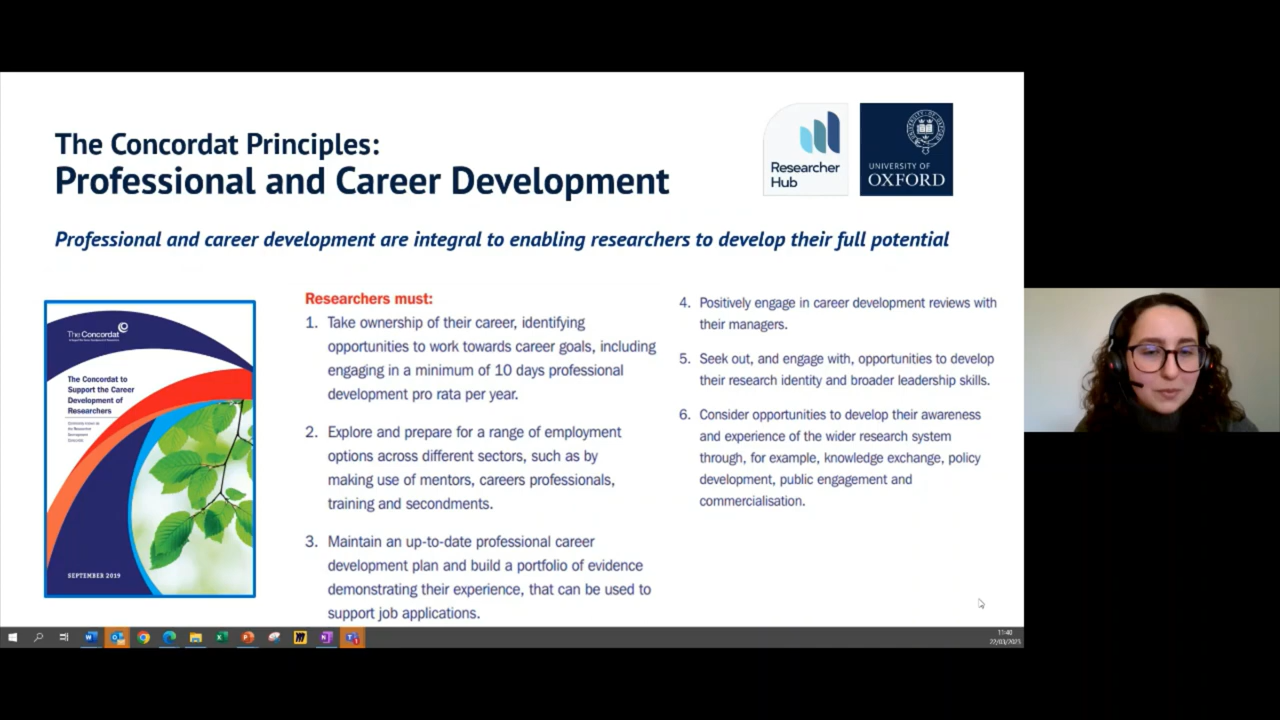 The Concordat Principles:
Professional and Career Development
Researcher
Hub
UNIVERSITY OF
OXFORD
Professional and career development are integral to enabling researchers to develop their full potential
The Concordat
The Concordat to
Support the Career
Development of
Researchers
SEPTEMBER 2019
Researchers must:
1. Take ownership of their career, identifying
opportunities to work towards career goals, including
engaging in a minimum of 10 days professional
development pro rata per year.
2. Explore and prepare for a range of employment
options across different sectors, such as by
making use of mentors, careers professionals,
training and secondments.
3. Maintain an up-to-date professional career
development plan and build a portfolio of evidence
demonstrating their experience, that can be used to
support job applications.
4. Positively engage in career development reviews with
their managers.
5. Seek out, and engage with, opportunities to develop
their research identity and broader leadership skills.
6. Consider opportunities to develop their awareness
and experience of the wider research system
through, for example, knowledge exchange, policy
development, public engagement and
commercialisation.
11:40